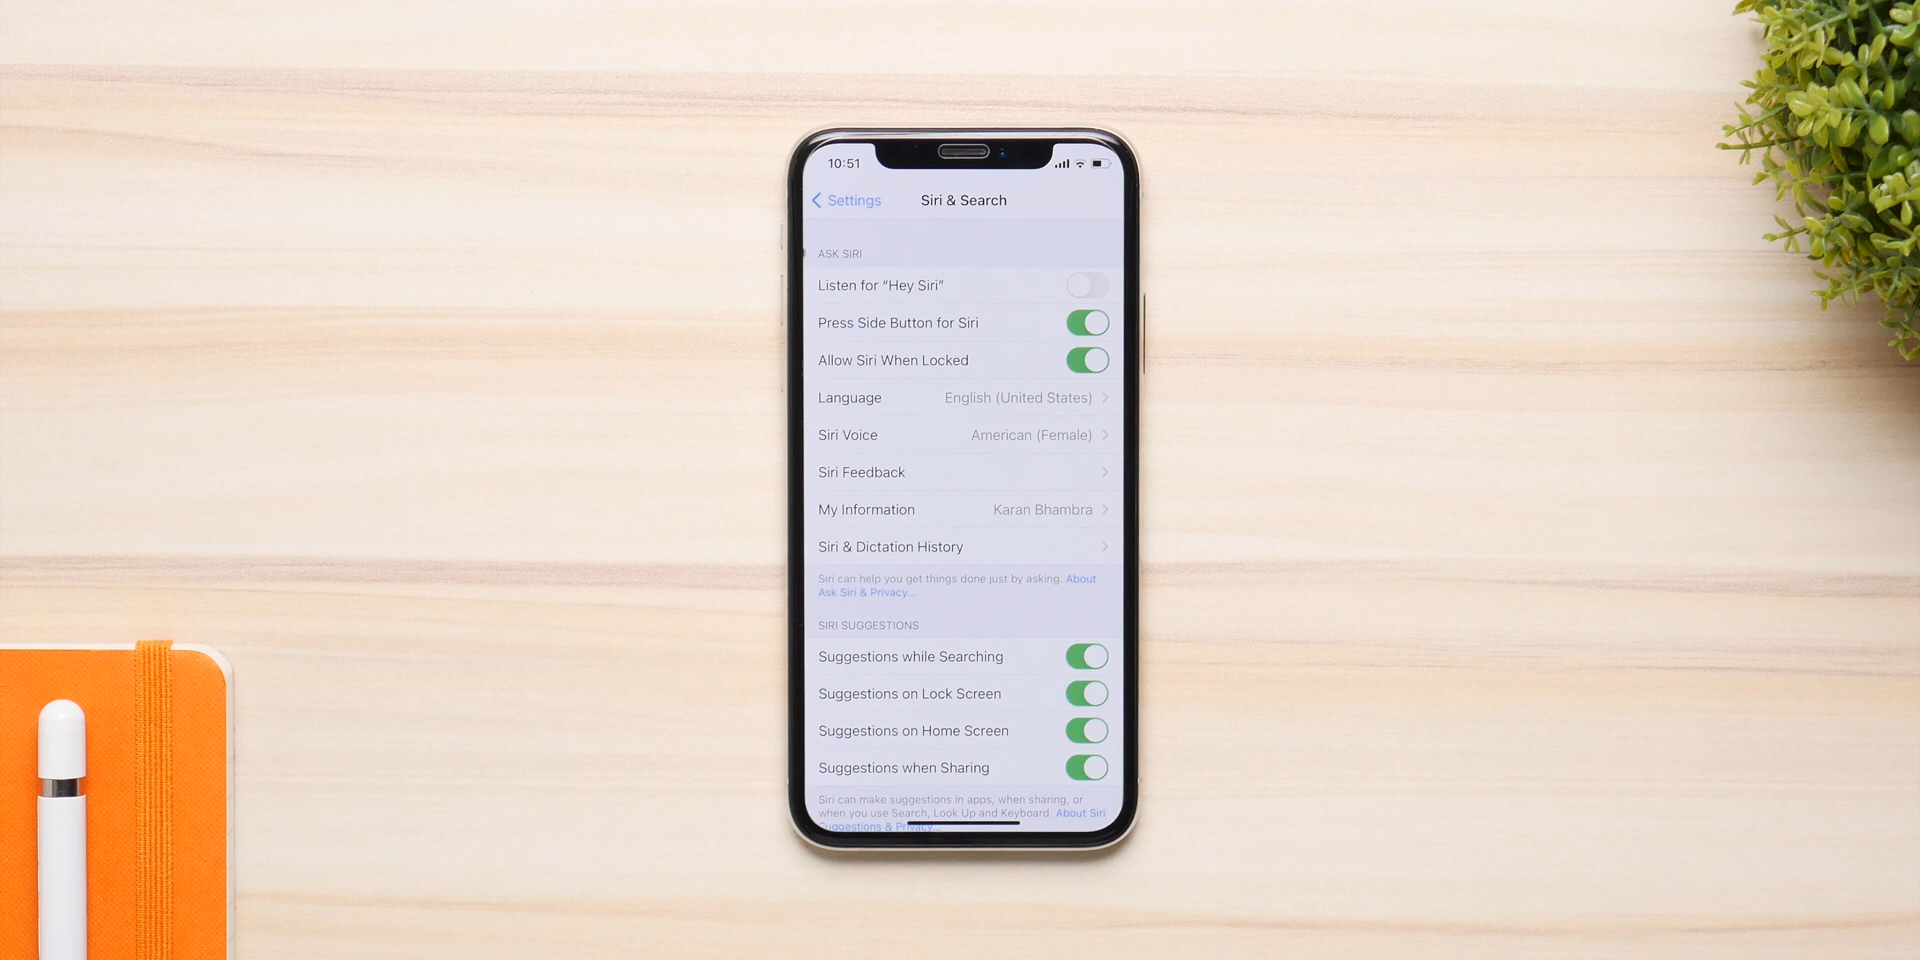 10:51
Settings
Siri & Search
ASK SIRI
Listen for “Hey Siri”
Press Side Button for Siri
Allow Siri When Locked
Language English (United States)
Siri Voice American (Female)
Siri Feedback
My Information Karan Bhambra
Siri & Dictation History
Siri can help you get things done just by asking. About
Ask Siri & Privacy...
SIRI SUGGESTIONS
Suggestions while Searching
Suggestions on Lock Screen
Suggestions on Home Screen
Suggestions when Sharing
Siri can make suggestions in apps, when sharing, or
when you use Search, Look Up and Keyboard. About Siri
Suggestions & Privacy...